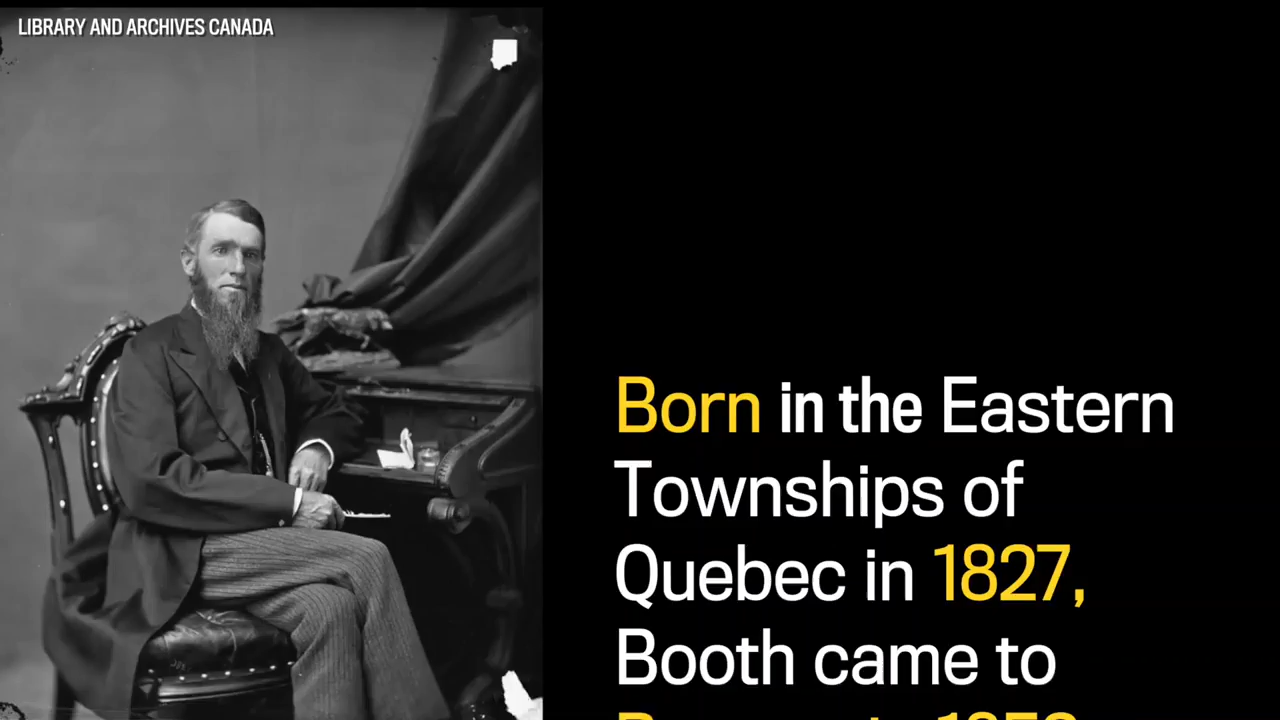 LIBRARY AND ARCHIVES CANADA
Born in the Eastern
Townships of
Quebec in 1827,
Booth came to